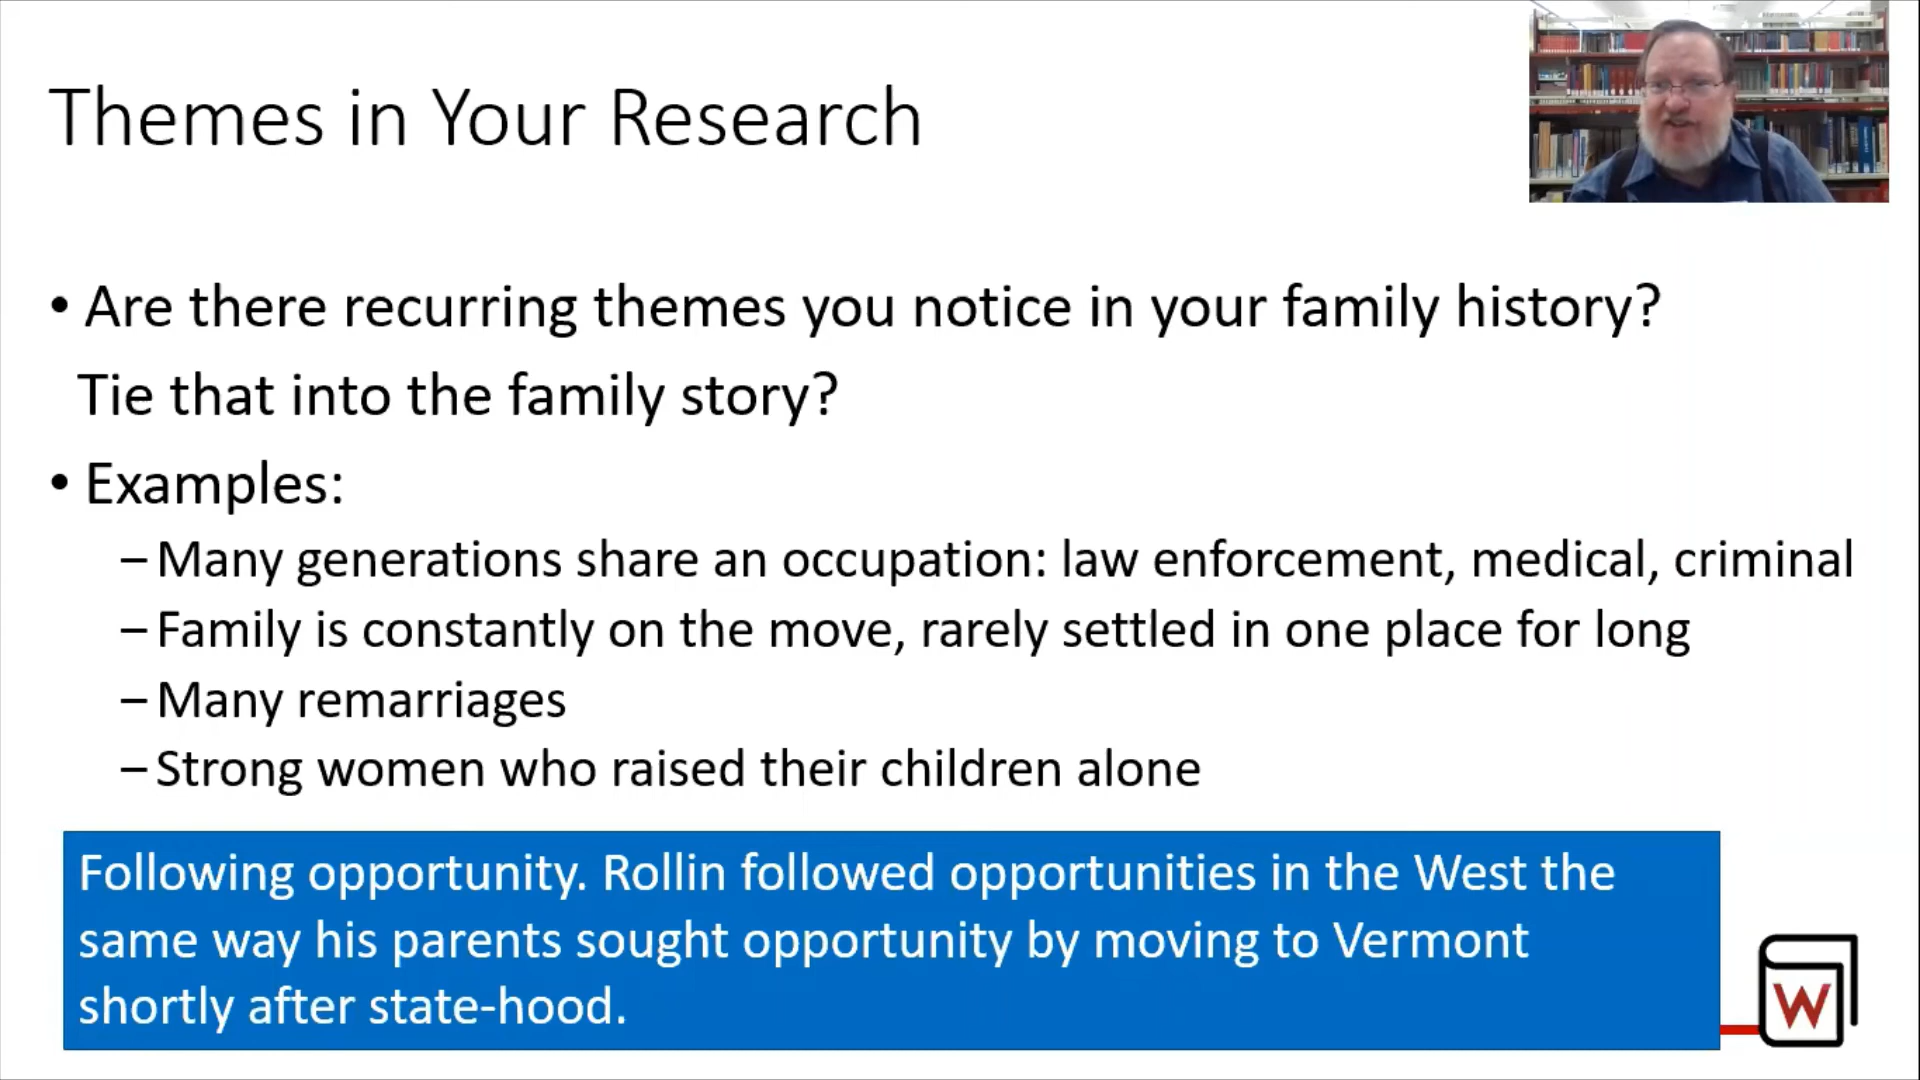 Themes in Your Research
• Are there recurring themes you notice in your family history?
Tie that into the family story?
• Examples:
– Many generations share an occupation: law enforcement, medical, criminal
– Family is constantly on the move, rarely settled in one place for long
– Many remarriages
– Strong women who raised their children alone
Following opportunity. Rollin followed opportunities in the West the
same way his parents sought opportunity by moving to Vermont
shortly after state-hood.
W